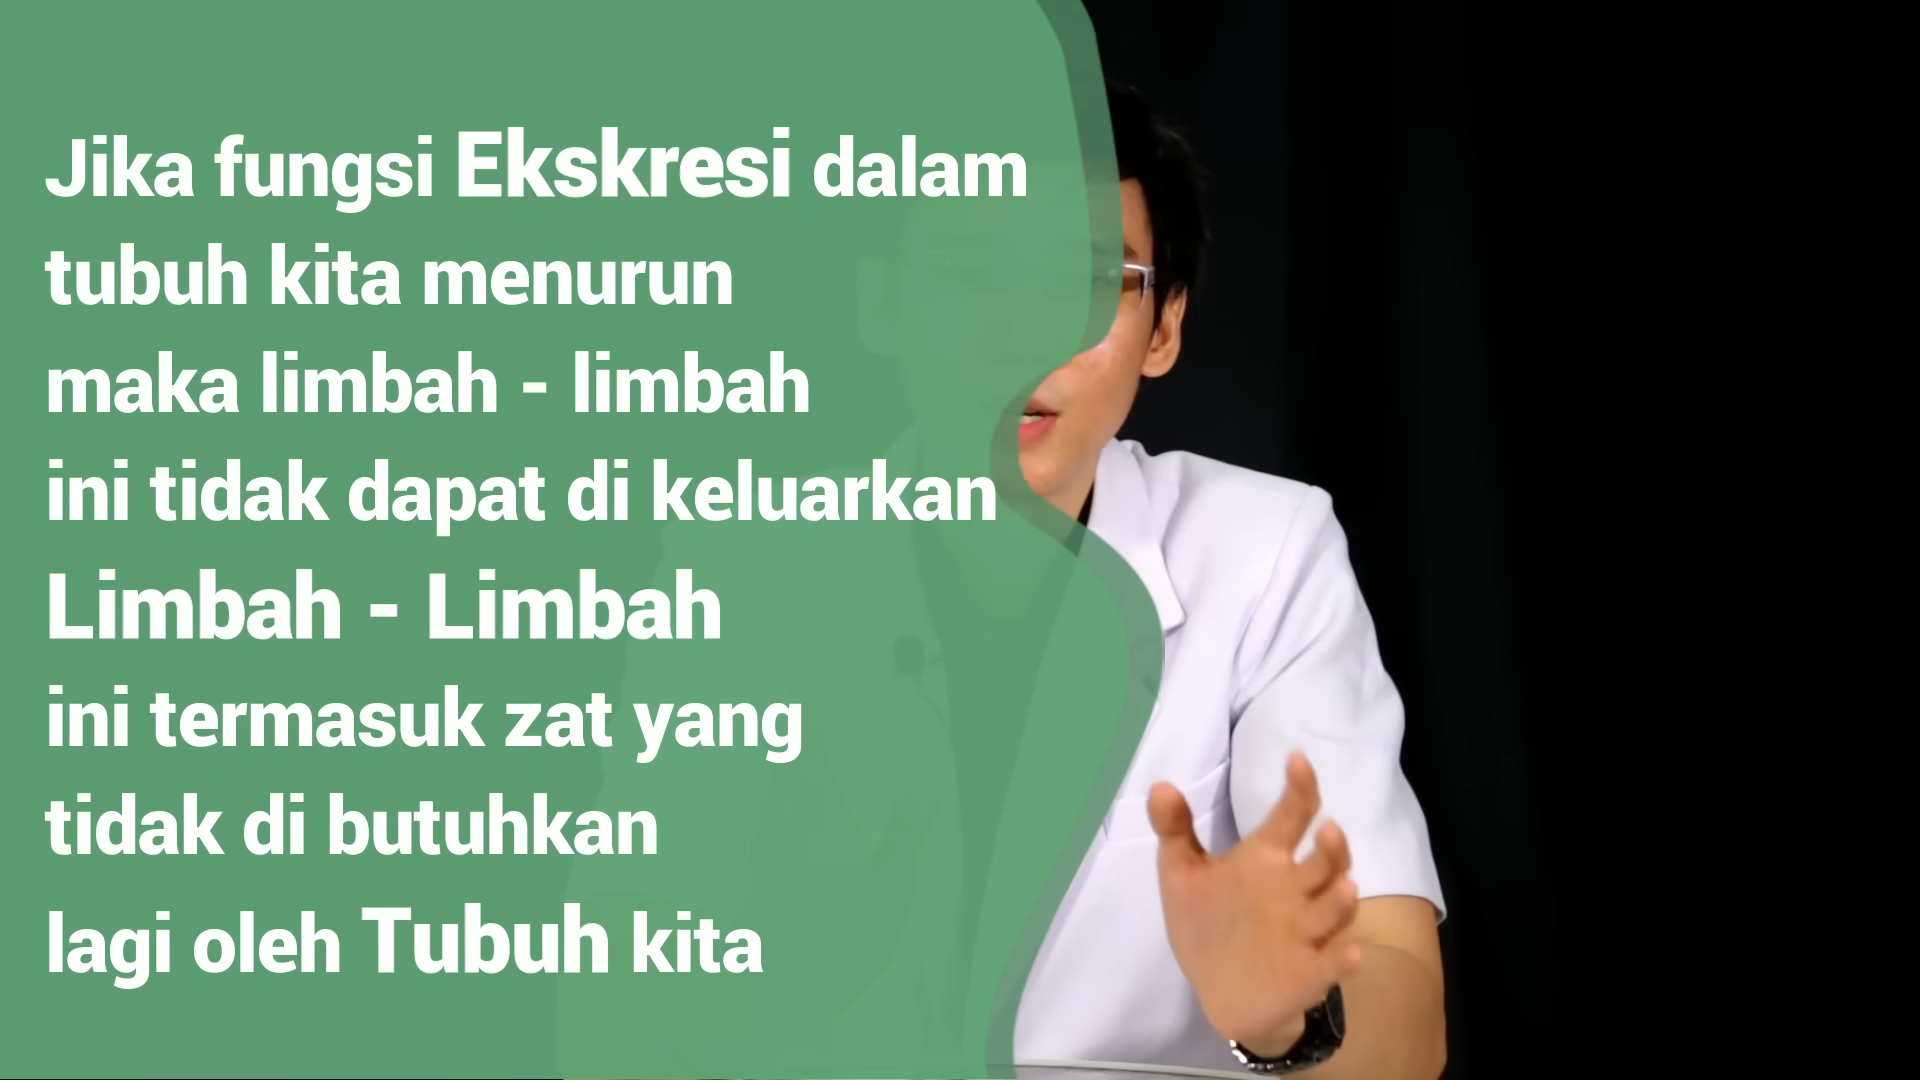 Jika fungsi Ekskresi dalam
tubuh kita menurun
maka limbah - limbah
ini tidak dapat di keluarkan
Limbah - Limbah
ini termasuk zat yang
tidak di butuhkan
lagi oleh Tubuh kita